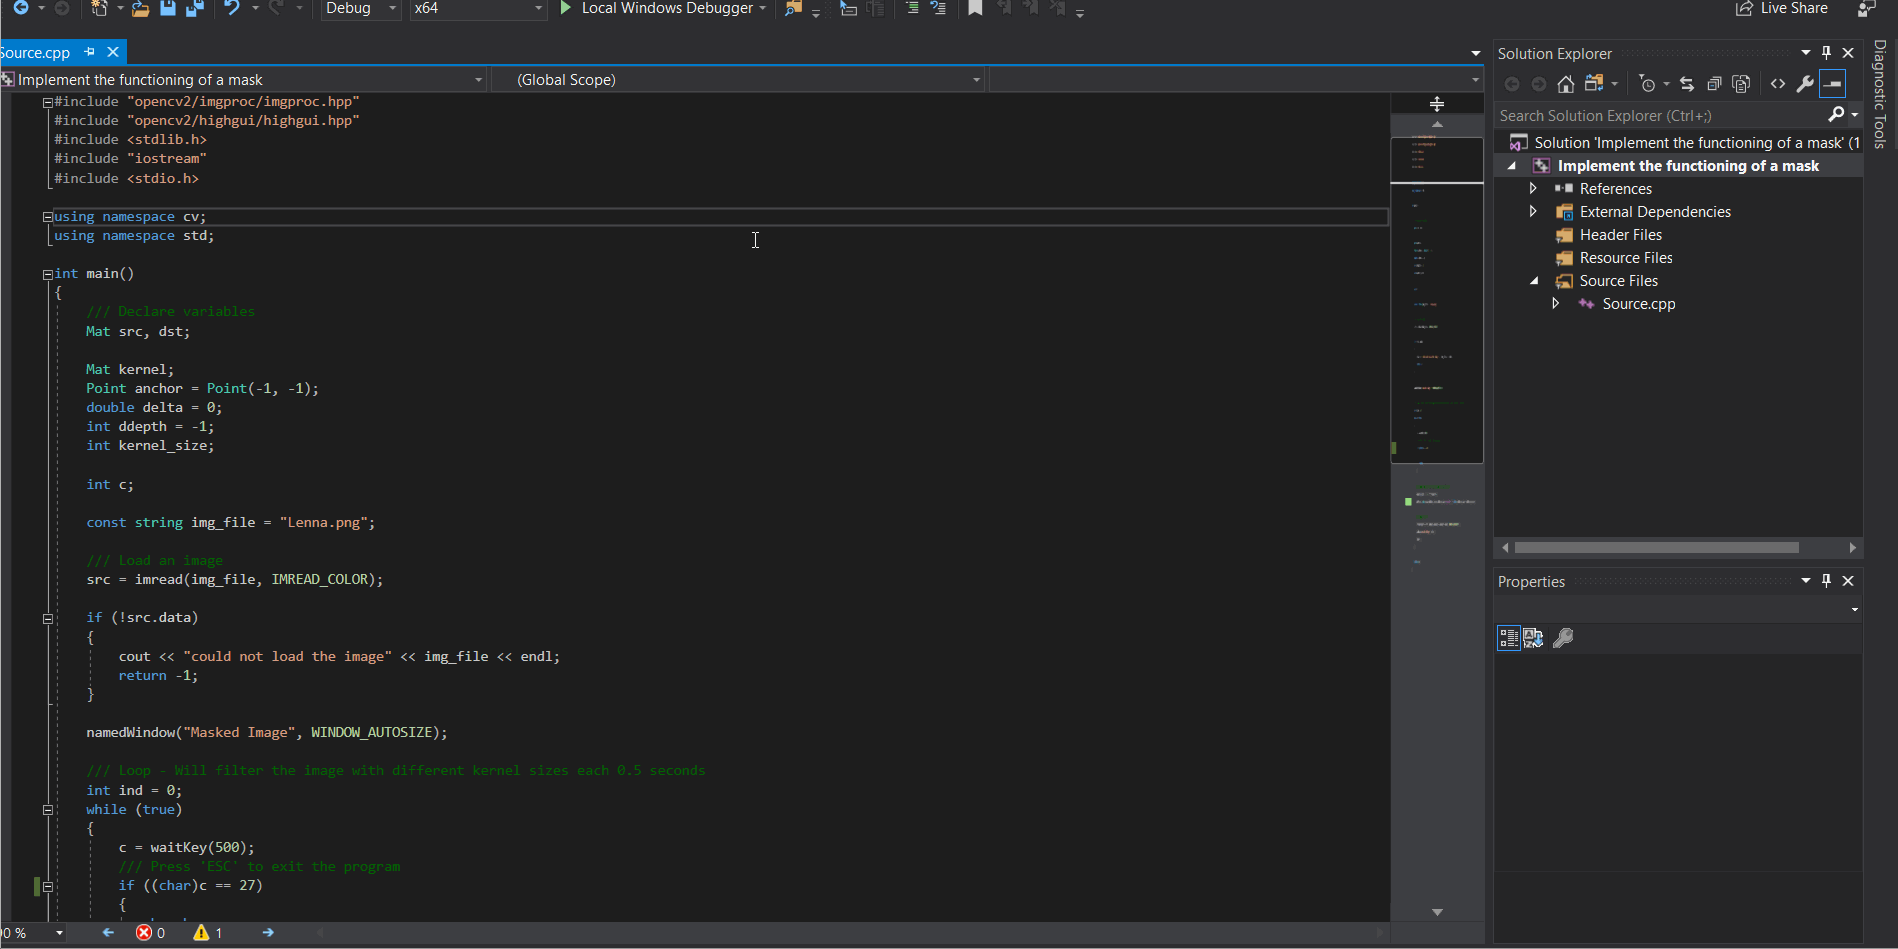 Debug
x64
Local Windows Debugger
Live Share
Source.cpp
Implement the functioning of a mask
(Global Scope)
#include "opencv2/imgproc/imgproc.hpp"
#include "opencv2/highgui/highgui.hpp"
#include <stdlib.h>
#include "iostream"
#include <stdio.h>
using namespace cv;
using namespace std;
int main()
{
/// Declare variables
Mat src, dst;
Mat kernel;
Point anchor = Point(-1, -1);
double delta = 0;
int ddepth = -1;
int kernel_size;
int c;
const string img_file = "Lenna.png";
/// Load an image
src = imread(img_file, IMREAD_COLOR);
if (!src.data)
{
cout << "could not load the image" << img_file << endl;
return -1;
}
namedWindow("Masked Image", WINDOW_AUTOSIZE);
/// Loop - Will filter the image with different kernel sizes each 0.5 seconds
int ind = 0;
while (true)
{
c = waitKey(500);
/// Press 'ESC' to exit the program
if ((char)c == 27)
{
0 %
0
1
Solution Explorer
Search Solution Explorer (Ctrl+;)
Solution 'Implement the functioning of a mask' (1
Implement the functioning of a mask
References
External Dependencies
Header Files
Resource Files
Source Files
Source.cpp
Properties
Diagnostic Tools